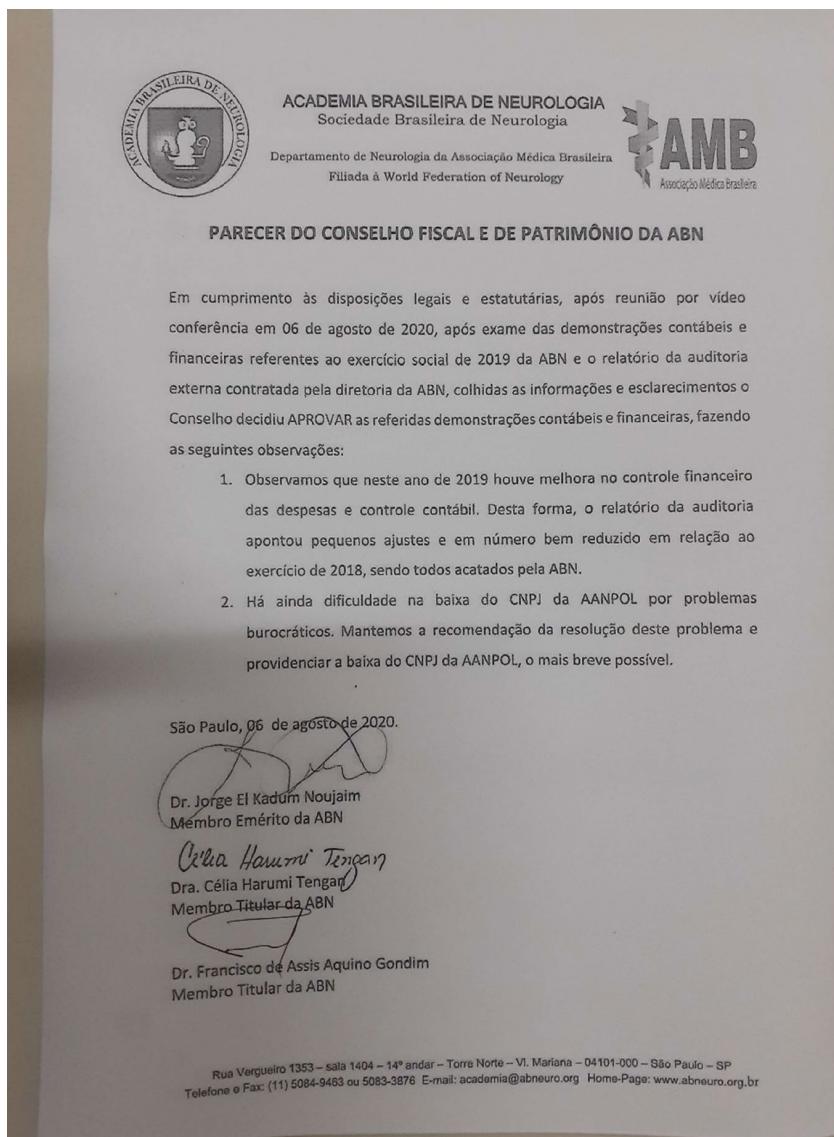 ACADEMIA BRASILEIRA DE NEUROLOGIA
ACADEMIA BRASILEIRA DE NEUROLOGIA
Sociedade Brasileira de Neurologia
Departamento de Neurologia da Associação Médica Brasileira
Filiada à World Federation of Neurology
AMB
Associação Médica Brasileira
PARECER DO CONSELHO FISCAL E DE PATRIMÔNIO DA ABN
Em cumprimento às disposições legais e estatutárias, após reunião por vídeo
conferência em 06 de agosto de 2020, após exame das demonstrações contábeis e
financeiras referentes ao exercício social de 2019 da ABN e o relatório da auditoria
externa contratada pela diretoria da ABN, colhidas as informações e esclarecimentos o
Conselho decidiu APROVAR as referidas demonstrações contábeis e financeiras, fazendo
as seguintes observações:
1. Observamos que neste ano de 2019 houve melhora no controle financeiro
das despesas e controle contábil. Desta forma, o relatório da auditoria
apontou pequenos ajustes e em número bem reduzido em relação ao
exercício de 2018, sendo todos acatados pela ABN.
2. Há ainda dificuldade na baixa do CNPJ da AANPOL por problemas
burocráticos. Mantemos a recomendação da resolução deste problema e
providenciar a baixa do CNPJ da AANPOL, o mais breve possível.
São Paulo, 06 de agosto de 2020.
Dr. Jorge El Kadum Noujaim
Membro Emérito da ABN
Célia Harumi Tengan
Dra. Célia Harumi Tengan
Membro Titular da ABN
Dr. Francisco de Assis Aquino Gondim
Membro Titular da ABN
Rua Vergueiro 1353 – sala 1404 – 14º andar – Torre Norte – Vl. Mariana – 04101-000 – São Paulo – SP
Telefone e Fax: (11) 5084-9463 ou 5083-3876 E-mail: academia@abneuro.org Home-Page: www.abneuro.org.br